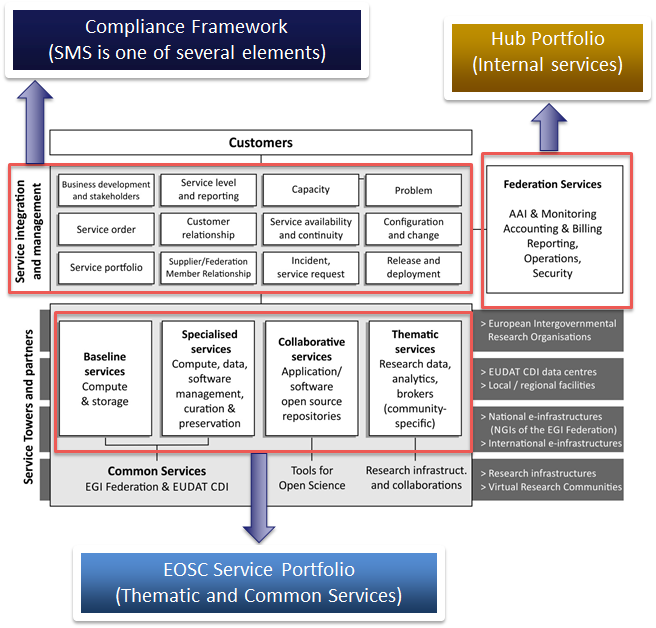 Compliance Framework
(SMS is one of several elements)
Hub Portfolio
(Internal services)
Customers
Service integration
and management
Business development
and stakeholders
Service level
and reporting
Capacity
Problem
Service order
Customer
relationship
Service availability
and continuity
Configuration
and change
Service portfolio
Supplier/Federation
Member Relationship
Incident,
service request
Release and
deployment
Federation Services
AAI & Monitoring
Accounting & Billing
Reporting,
Operations,
Security
Service Towers and partners
Baseline
services
Compute
& storage
Specialised
services
Compute, data,
software
management,
curation &
preservation
Collaborative
services
Application/
software
open source
repositories
Thematic
services
Research data,
analytics,
brokers
(community-
specific)
> European Intergovernmental
Research Organisations
> EUDAT CDI data centres
> Local / regional facilities
> National e-infrastructures
(NGIs of the EGI Federation)
> International e-infrastructures
> Research infrastructures
> Virtual Research Communities
Common Services
EGI Federation & EUDAT CDI
Tools for
Open Science
Research infrastruct.
and collaborations
EOSC Service Portfolio
(Thematic and Common Services)